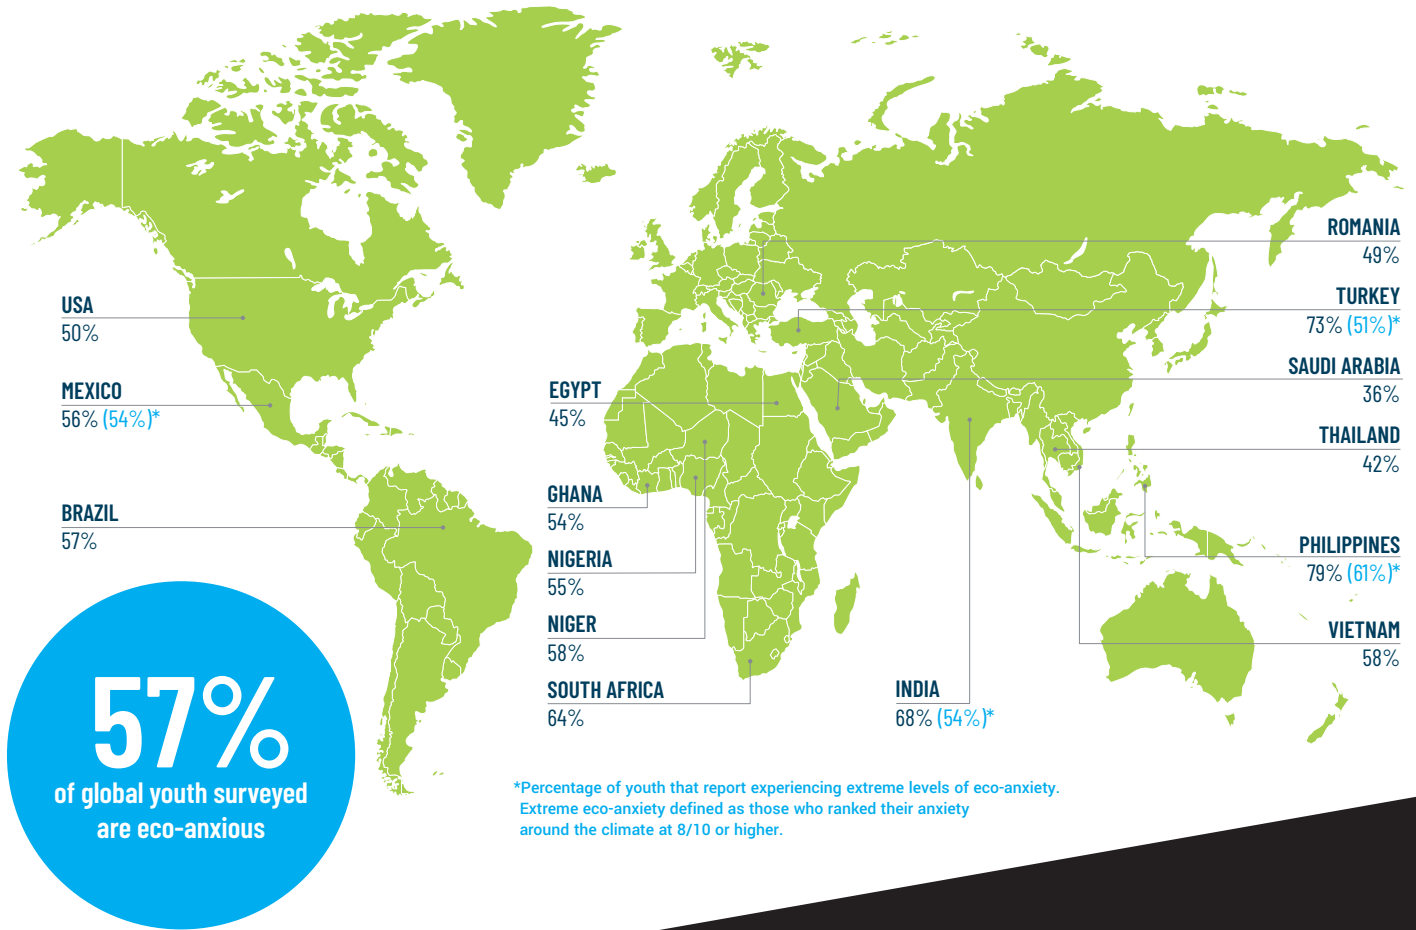 USA
50%
MEXICO
56% (54%)*
BRAZIL
57%
EGYPT
45%
GHANA
54%
NIGERIA
55%
NIGER
58%
SOUTH AFRICA
64%
INDIA
68% (54%)*
ROMANIA
49%
TURKEY
73% (51%)*
SAUDI ARABIA
36%
THAILAND
42%
PHILIPPINES
79% (61%)*
VIETNAM
58%
57%
of global youth surveyed
are eco-anxious
*Percentage of youth that report experiencing extreme levels of eco-anxiety.
Extreme eco-anxiety defined as those who ranked their anxiety
around the climate at 8/10 or higher.